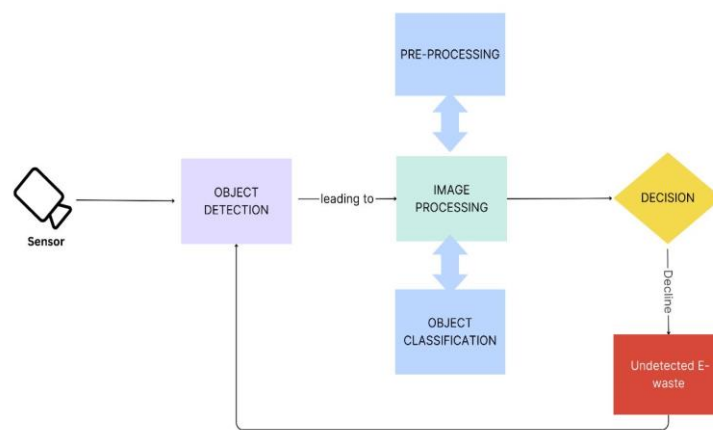 PRE-PROCESSING
Sensor
OBJECT
DETECTION
leading to
IMAGE
PROCESSING
DECISION
Decline
OBJECT
CLASSIFICATION
Undetected E-
waste